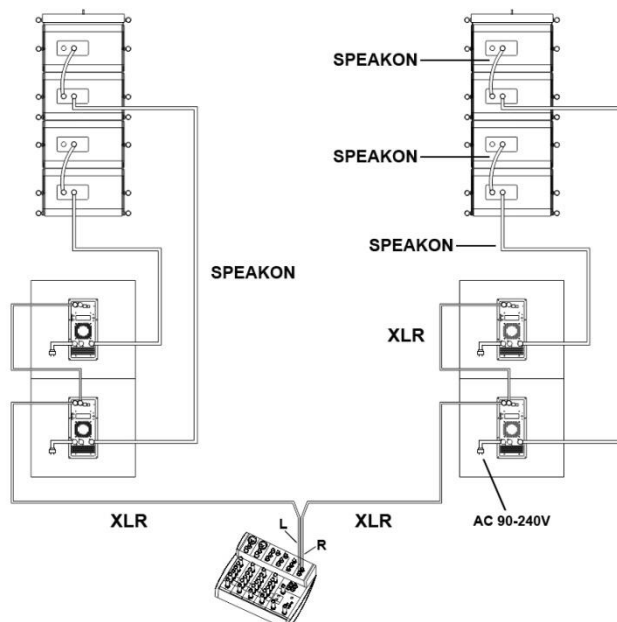 SPEAKON
SPEAKON
SPEAKON
SPEAKON
XLR
XLR
XLR
AC 90-240V
L
R